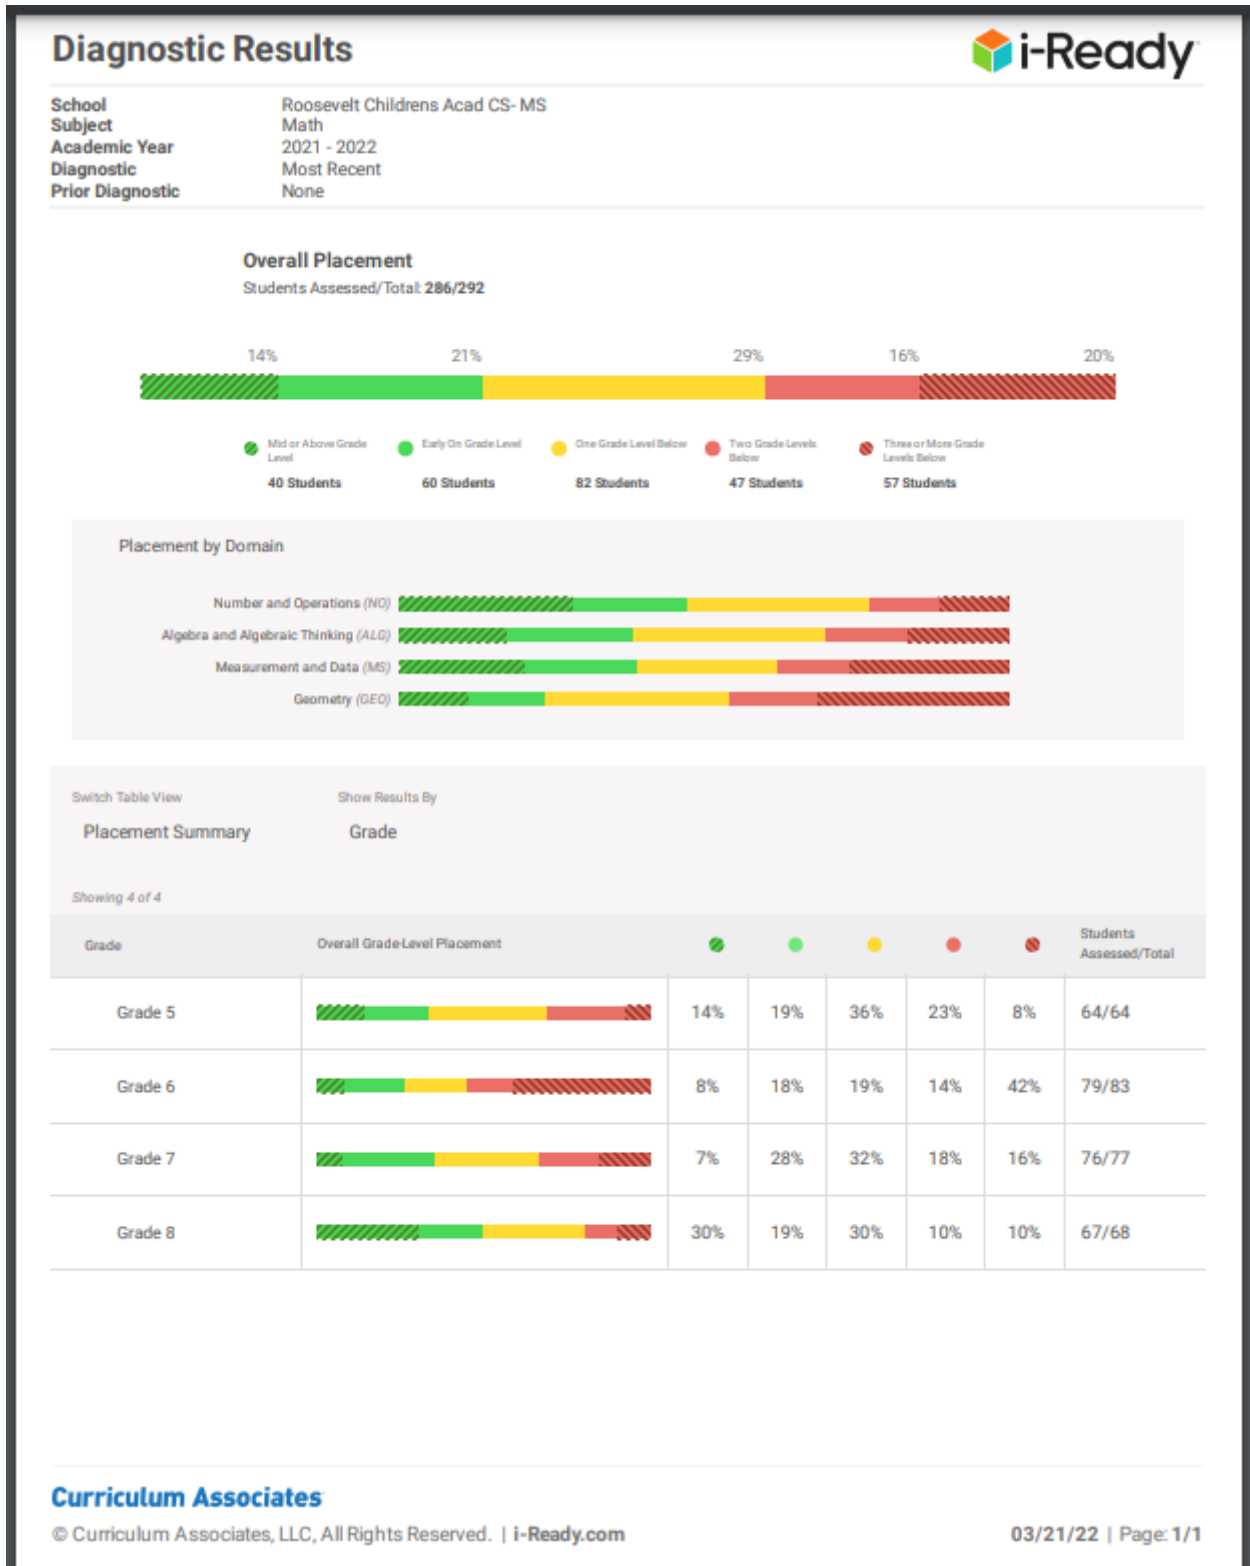 Diagnostic Results
i-Ready
School Roosevelt Childrens Acad CS- MS
Subject Math
Academic Year 2021 - 2022
Diagnostic Most Recent
Prior Diagnostic None
Overall Placement
Students Assessed/Total: 286/292
14% 21% 29% 16% 20%
Mid or Above Grade Level
Early On Grade Level
One Grade Level Below
Two Grade Levels Below
Three or More Grade Levels Below
40 Students 60 Students 82 Students 47 Students 57 Students
Placement by Domain
Number and Operations (NO)
Algebra and Algebraic Thinking (ALG)
Measurement and Data (MS)
Geometry (GEO)
Switch Table View Show Results By
Placement Summary Grade
Showing 4 of 4
Grade Overall Grade-Level Placement Students Assessed/Total
Grade 5 14% 19% 36% 23% 8% 64/64
Grade 6 8% 18% 19% 14% 42% 79/83
Grade 7 7% 28% 32% 18% 16% 76/77
Grade 8 30% 19% 30% 10% 10% 67/68
Curriculum Associates
© Curriculum Associates, LLC, All Rights Reserved. | i-Ready.com 03/21/22 | Page: 1/1